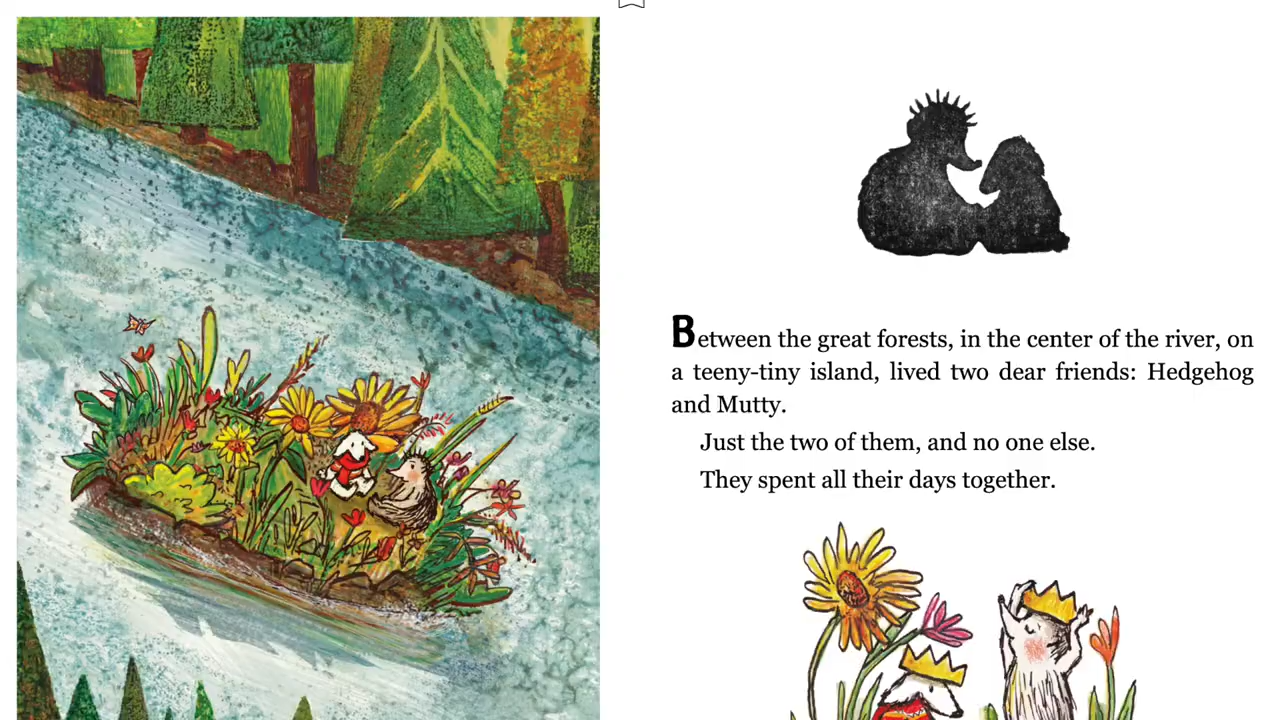 Between the great forests, in the center of the river, on
a teeny-tiny island, lived two dear friends: Hedgehog
and Mutty.
Just the two of them, and no one else.
They spent all their days together.